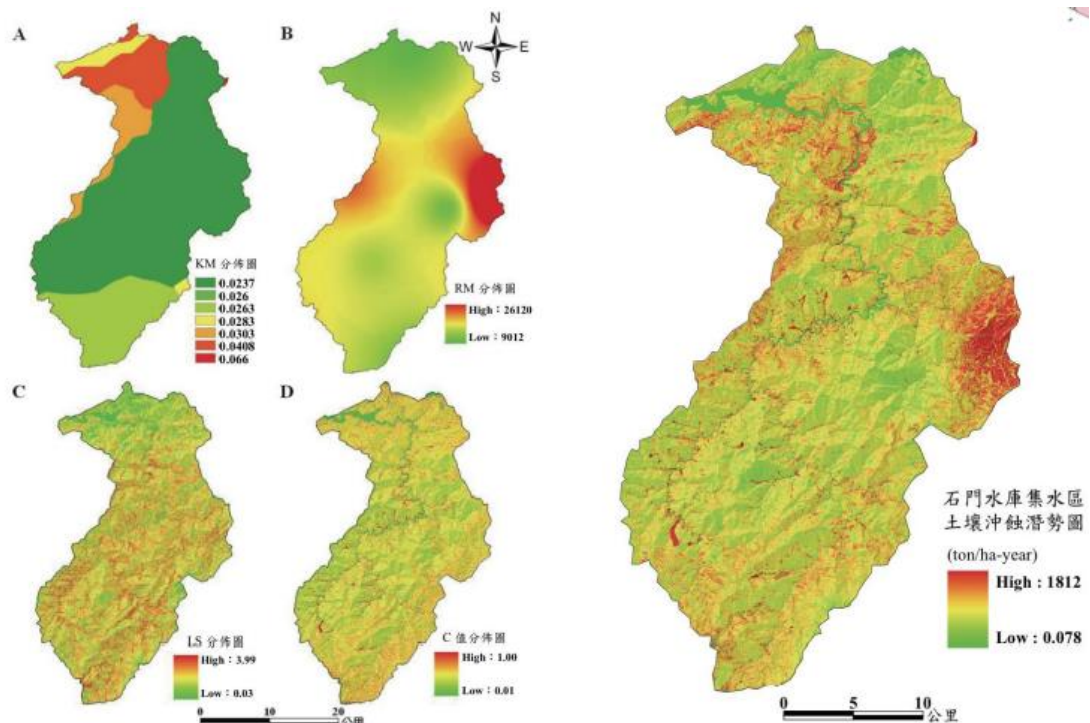 A
B
N
W
E
S
KM 分佈圖
0.0237
0.026
0.0263
0.0283
0.0303
0.0408
0.066
RM 分佈圖
High：26120
Low：9012
C
D
LS 分佈圖
High：3.99
Low：0.03
C 值分佈圖
High：1.00
Low：0.01
0 10 20
公里
石門水庫集水區
土壤沖蝕潛勢圖
(ton/ha-year)
High : 1812
Low : 0.078
0 5 10
公里